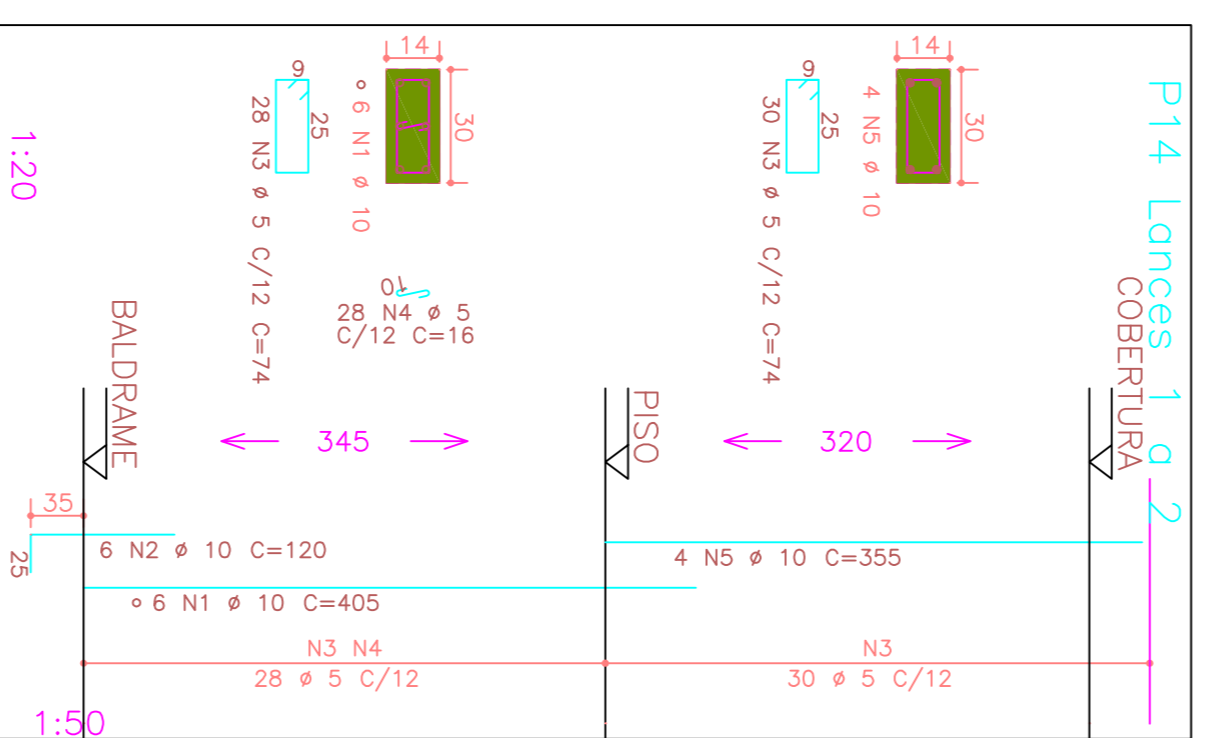 P14 Lances 1 a 2
COBERTURA
14
30
4 N5 ø 10
9
25
30 N3 ø 5 C/12 C=74
14
30
6 N1 ø 10
9
25
28 N3 ø 5 C/12 C=74
28 N4 ø 5
C/12 C=16
1:20
BALDRAME
345
PISO
320
35
25
6 N2 ø 10 C=120
4 N5 ø 10 C=355
6 N1 ø 10 C=405
N3 N4
28 ø 5 C/12
N3
30 ø 5 C/12
1:50